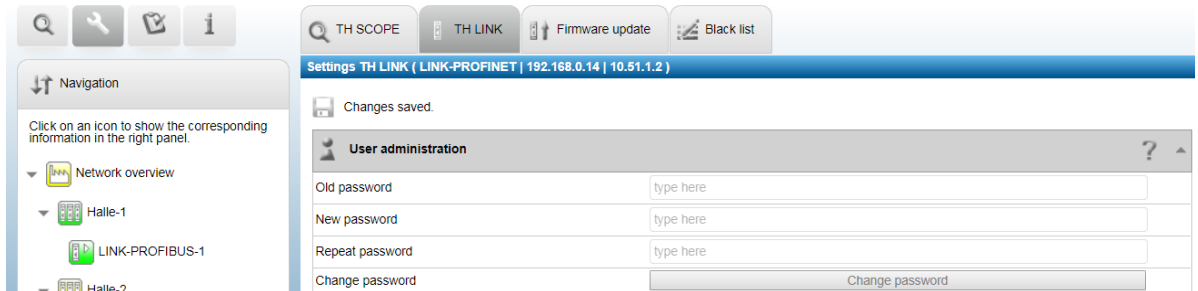 TH SCOPE
TH LINK
Firmware update
Black list
Settings TH LINK ( LINK-PROFINET | 192.168.0.14 | 10.51.1.2 )
Navigation
Click on an icon to show the corresponding
information in the right panel.
Network overview
Halle-1
LINK-PROFIBUS-1
Halle-2
Changes saved.
User administration ?
Old password type here
New password type here
Repeat password type here
Change password Change password